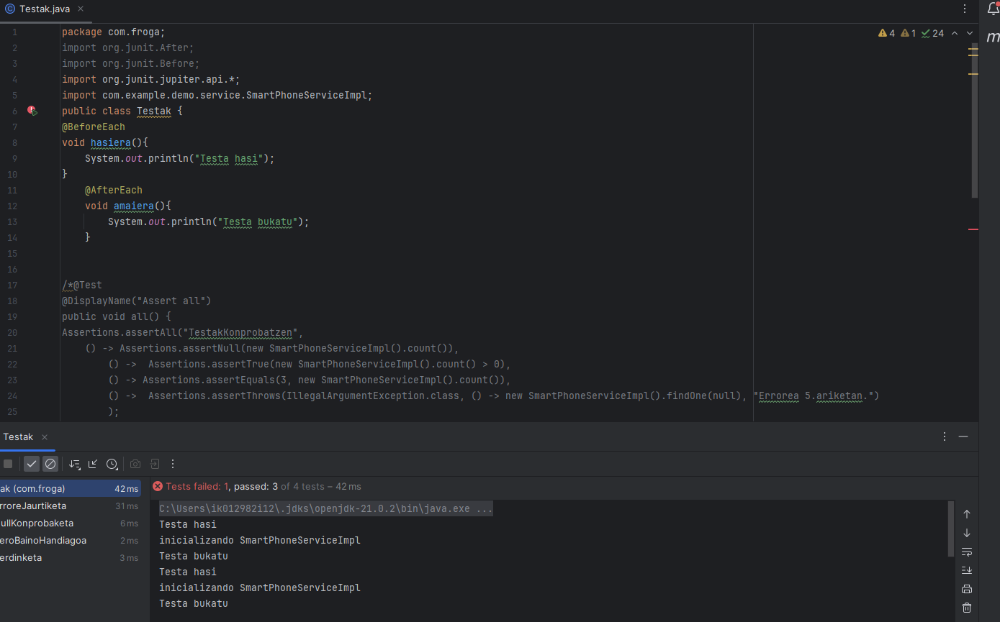 Testak.java
4 1 24
1 package com.froga;
2 import org.junit.After;
3 import org.junit.Before;
4 import org.junit.jupiter.api.*;
5 import com.example.demo.service.SmartPhoneServiceImpl;
6 public class Testak {
7 @BeforeEach
8 void hasiera(){
9 System.out.println("Testa hasi");
10 }
11 @AfterEach
12 void amaiera(){
13 System.out.println("Testa bukatu");
14 }
15
16
17 /*@Test
18 @DisplayName("Assert all")
19 public void all() {
20 Assertions.assertAll("TestakKonprobatzen",
21 () -> Assertions.assertNull(new SmartPhoneServiceImpl().count()),
22 () -> Assertions.assertTrue(new SmartPhoneServiceImpl().count() > 0),
23 () -> Assertions.assertEquals(3, new SmartPhoneServiceImpl().count()),
24 () -> Assertions.assertThrows(IllegalArgumentException.class, () -> new SmartPhoneServiceImpl().findOne(null), "Errorea 5.ariketan.")
25 );
m
Testak
ak (com.froga) 42 ms
rroreJaurtiketa 31 ms
ullKonprobaketa 6 ms
eroBainoHandiagoa 2 ms
erdinketa 3 ms
Tests failed: 1, passed: 3 of 4 tests – 42 ms
C:\Users\ik012982i12\.jdks\openjdk-21.0.2\bin\java.exe ...
Testa hasi
inicializando SmartPhoneServiceImpl
Testa bukatu
Testa hasi
inicializando SmartPhoneServiceImpl
Testa bukatu